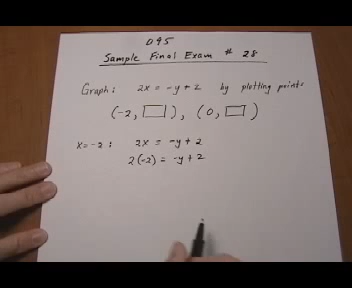 095
Sample Final Exam # 28
Graph: 2x = -y + 2 by plotting points
(-2, □), (0, □)
x = -2: 2x = -y + 2
2(-2) = -y + 2